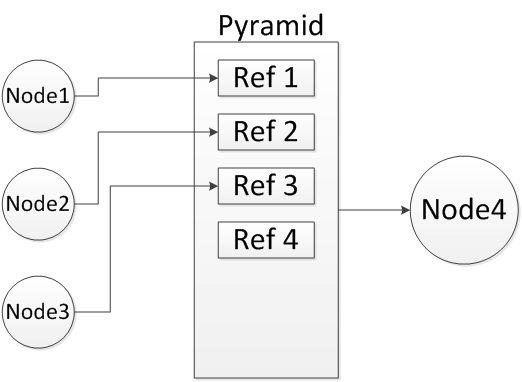 Pyramid
Node1
Ref 1
Ref 2
Node2
Ref 3
Node4
Ref 4
Node3